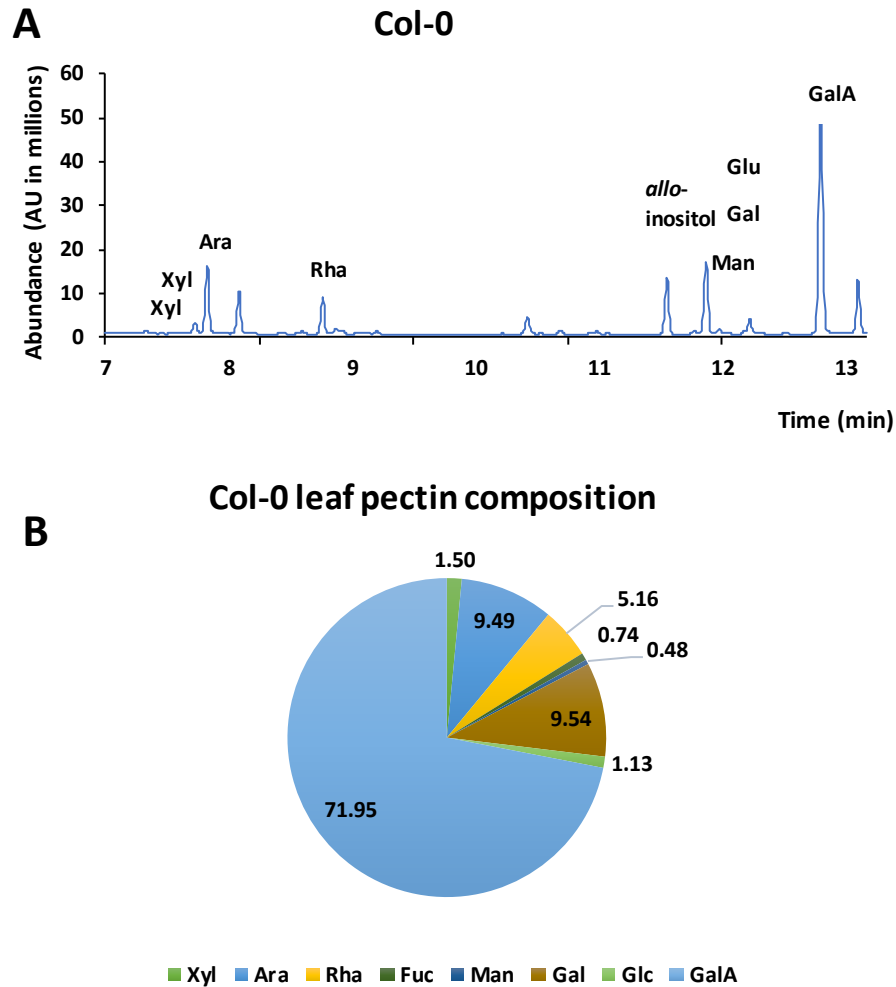 A
Col-0
Abundance (AU in millions)
60
50
40
30
20
10
0
Xyl
Xyl
Ara
Rha
allo-
inositol
Glu
Gal
Man
GalA
7 8 9 10 11 12 13
Time (min)
Col-0 leaf pectin composition
B
1.50
9.49
5.16
0.74
0.48
9.54
1.13
71.95
Xyl Ara Rha Fuc Man Gal Glc GalA